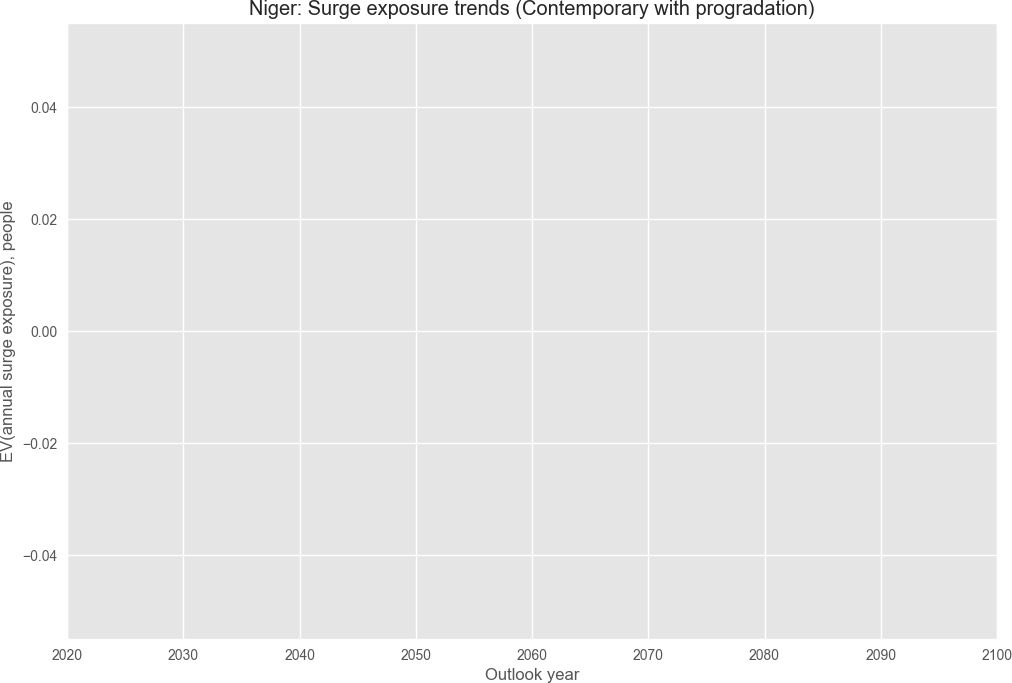 Niger: Surge exposure trends (Contemporary with progradation)
EV(annual surge exposure), people
0.04
0.02
0.00
−0.02
−0.04
2020 2030 2040 2050 2060 2070 2080 2090 2100
Outlook year